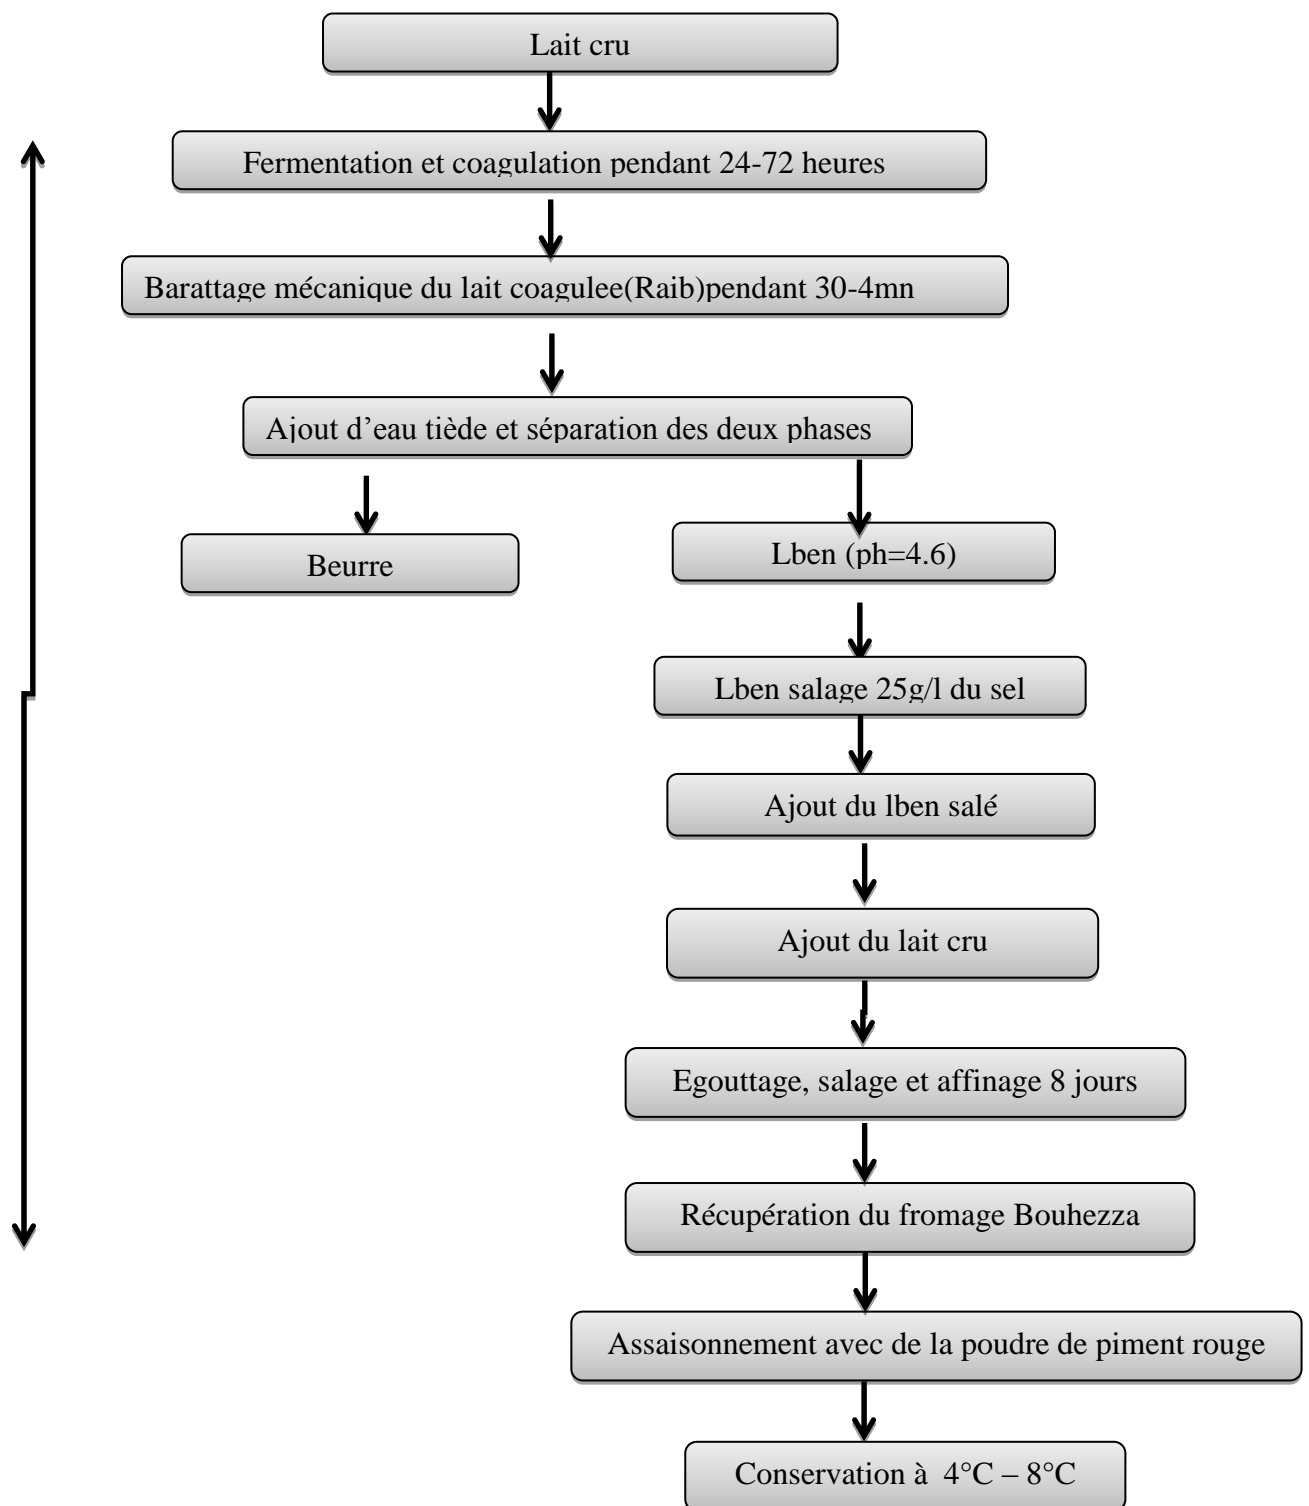 Lait cru
Fermentation et coagulation pendant 24-72 heures
Barattage mécanique du lait coagulee(Raib)pendant 30-4mn
Ajout d’eau tiède et séparation des deux phases
Beurre
Lben (ph=4.6)
Lben salage 25g/l du sel
Ajout du lben salé
Ajout du lait cru
Egouttage, salage et affinage 8 jours
Récupération du fromage Bouhezza
Assaisonnement avec de la poudre de piment rouge
Conservation à 4°C – 8°C